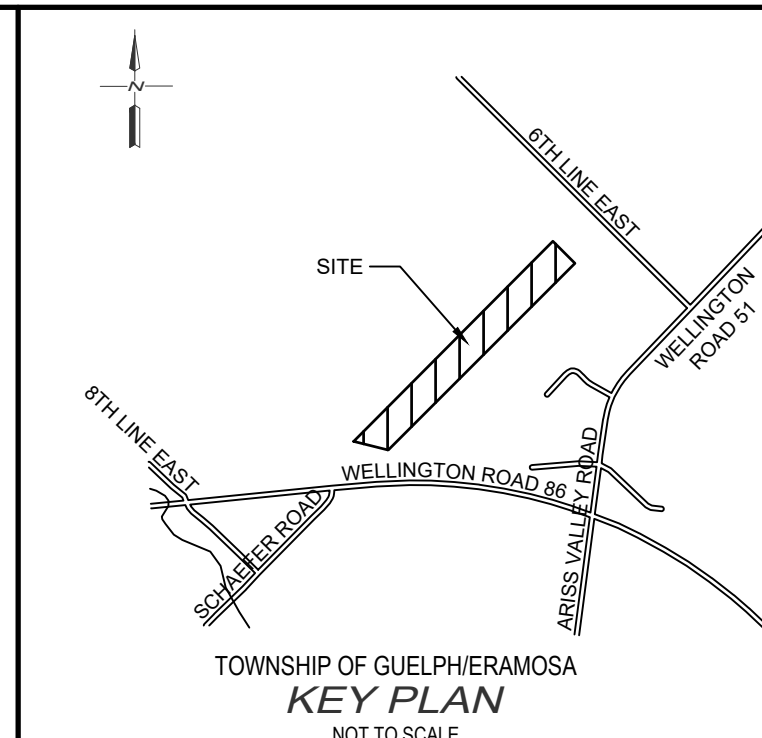 N
6TH LINE EAST
SITE
WELLINGTON
ROAD 51
8TH LINE EAST
WELLINGTON ROAD 86
SCHAEFER ROAD
ARISS VALLEY ROAD
TOWNSHIP OF GUELPH/ERAMOSA
KEY PLAN
NOT TO SCALE